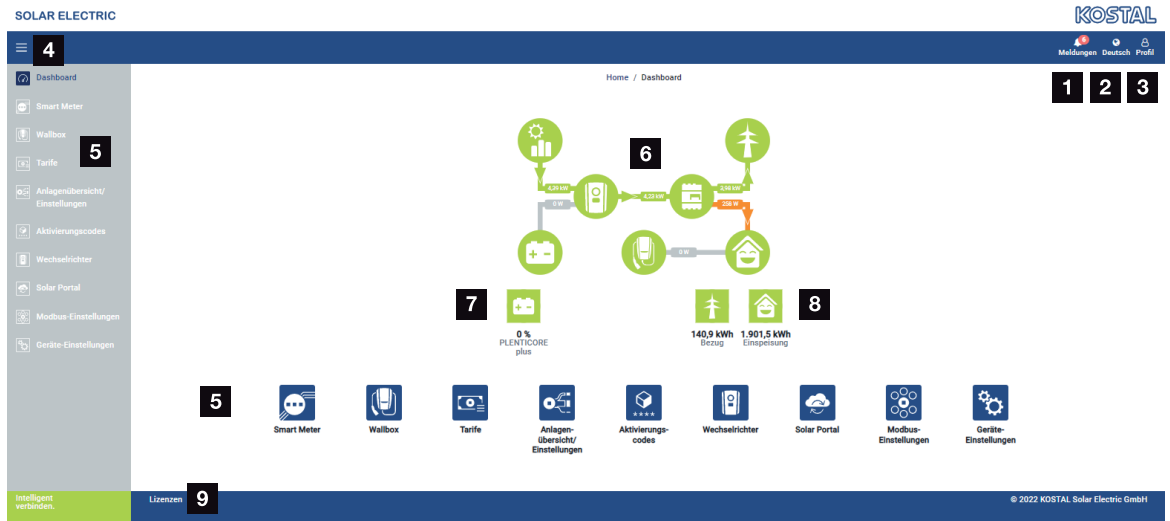 SOLAR ELECTRIC
KOSTAL
4
6
Meldungen Deutsch Profil
1 2 3
Dashboard
Smart Meter
Wallbox
Tarife
Anlagenübersicht/
Einstellungen
Aktivierungscodes
Wechselrichter
Solar Portal
Modbus-Einstellungen
Geräte-Einstellungen
5
Home / Dashboard
6
4,39 kW
0 W
4,23 kW
256 W
0 W
7
0 %
PLENTICORE
plus
140,9 kWh
Bezug
1.901,5 kWh
Einspeisung
8
5
Smart Meter
Wallbox
Tarife
Anlagen-
übersicht/
Einstellungen
Aktivierungs-
codes
Wechselrichter
Solar Portal
Modbus-
Einstellungen
Geräte-
Einstellungen
Intelligent
verbinden.
Lizenzen
9
© 2022 KOSTAL Solar Electric GmbH